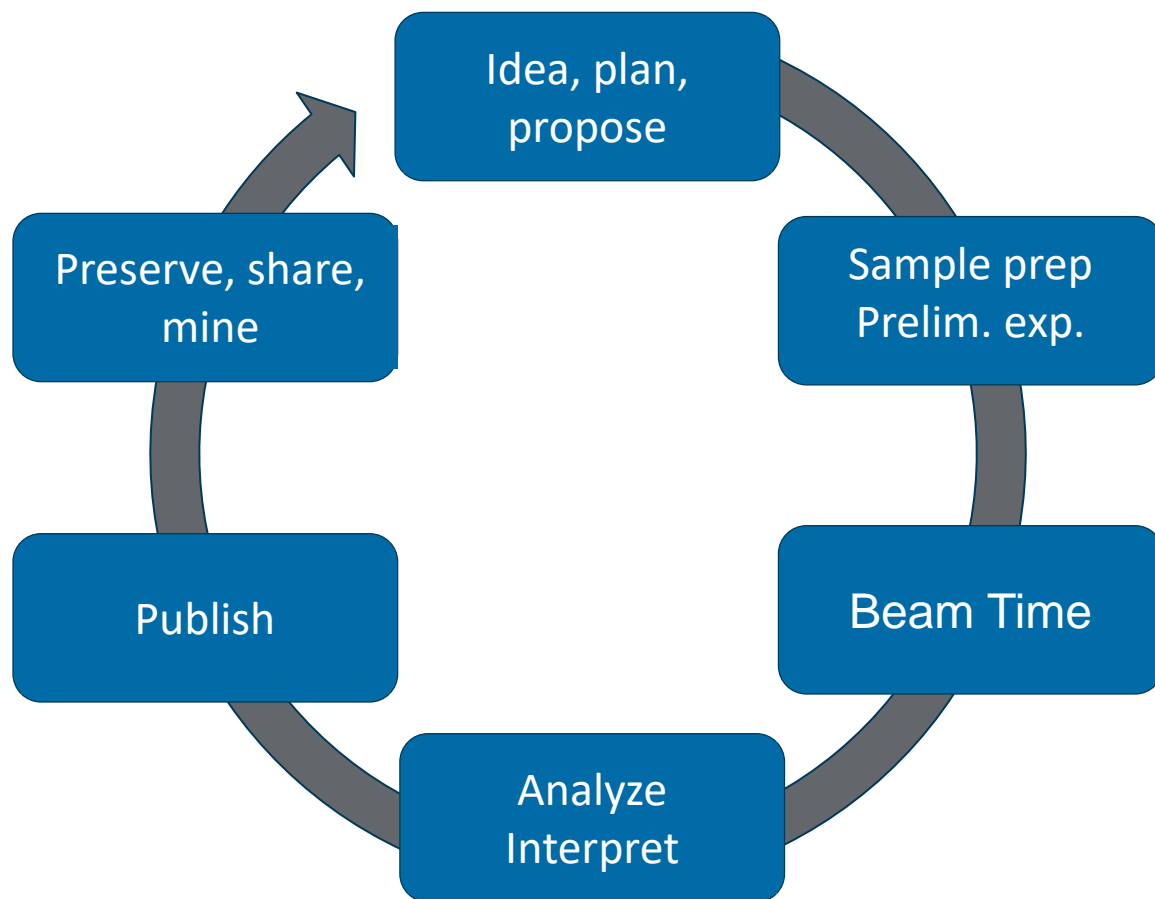 Idea, plan,
propose
Sample prep
Prelim. exp.
Beam Time
Analyze
Interpret
Publish
Preserve, share,
mine